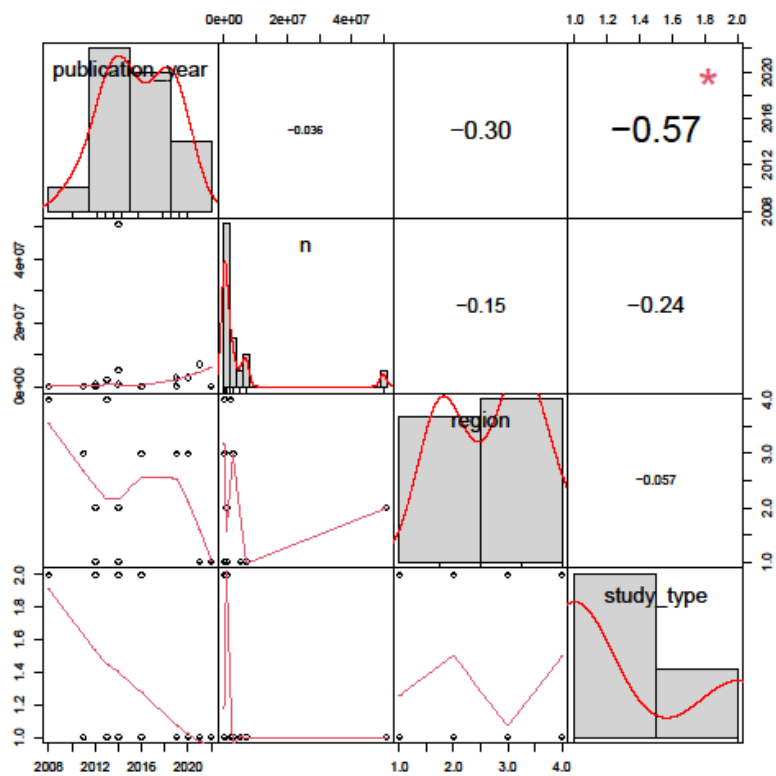 0e+00 4e+07 1.0 1.2 1.4 1.6 1.8 2.0
publication_year
−0.036
−0.30
−0.57
*
2008 2012 2016 2020
0e+00 2e+07 4e+07
n
−0.15
−0.24
region
−0.057
1.0 2.0 3.0 4.0
1.0 1.2 1.4 1.6 1.8 2.0
study_type
2008 2012 2016 2020 1.0 2.0 3.0 4.0